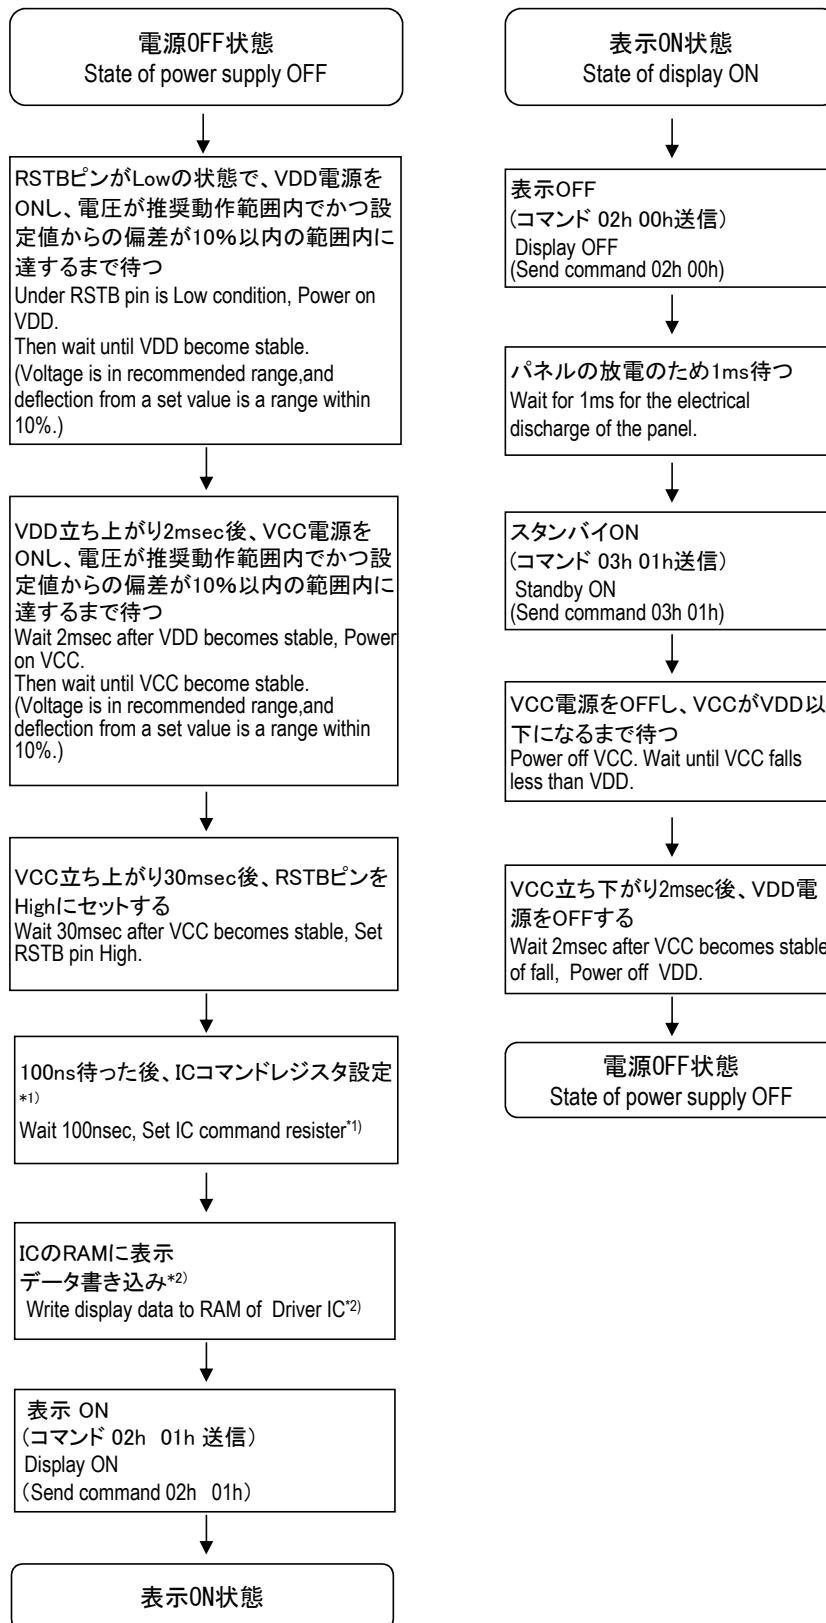 電源OFF状態
State of power supply OFF
RSTBピンがLowの状態で、VDD電源を
ONし、電圧が推奨動作範囲内でかつ設
定値からの偏差が10%以内の範囲内に
達するまで待つ
Under RSTB pin is Low condition, Power on
VDD.
Then wait until VDD become stable.
(Voltage is in recommended range,and
deflection from a set value is a range within
10%.)
VDD立ち上がり2msec後、VCC電源を
ONし、電圧が推奨動作範囲内でかつ設
定値からの偏差が10%以内の範囲内に
達するまで待つ
Wait 2msec after VDD becomes stable, Power
on VCC.
Then wait until VCC become stable.
(Voltage is in recommended range,and
deflection from a set value is a range within
10%.)
VCC立ち上がり30msec後、RSTBピンを
Highにセットする
Wait 30msec after VCC becomes stable, Set
RSTB pin High.
100ns待った後、ICコマンドレジスタ設定
*1)
Wait 100nsec, Set IC command resister*1)
ICのRAMに表示
データ書き込み*2)
Write display data to RAM of Driver IC*2)
表示 ON
(コマンド 02h 01h 送信)
Display ON
(Send command 02h 01h)
表示ON状態
表示ON状態
State of display ON
表示OFF
(コマンド 02h 00h送信)
Display OFF
(Send command 02h 00h)
パネルの放電のため1ms待つ
Wait for 1ms for the electrical
discharge of the panel.
スタンバイON
(コマンド 03h 01h送信)
Standby ON
(Send command 03h 01h)
VCC電源をOFFし、VCCがVDD以
下になるまで待つ
Power off VCC. Wait until VCC falls
less than VDD.
VCC立ち下がり2msec後、VDD電
源をOFFする
Wait 2msec after VCC becomes stable
of fall, Power off VDD.
電源OFF状態
State of power supply OFF